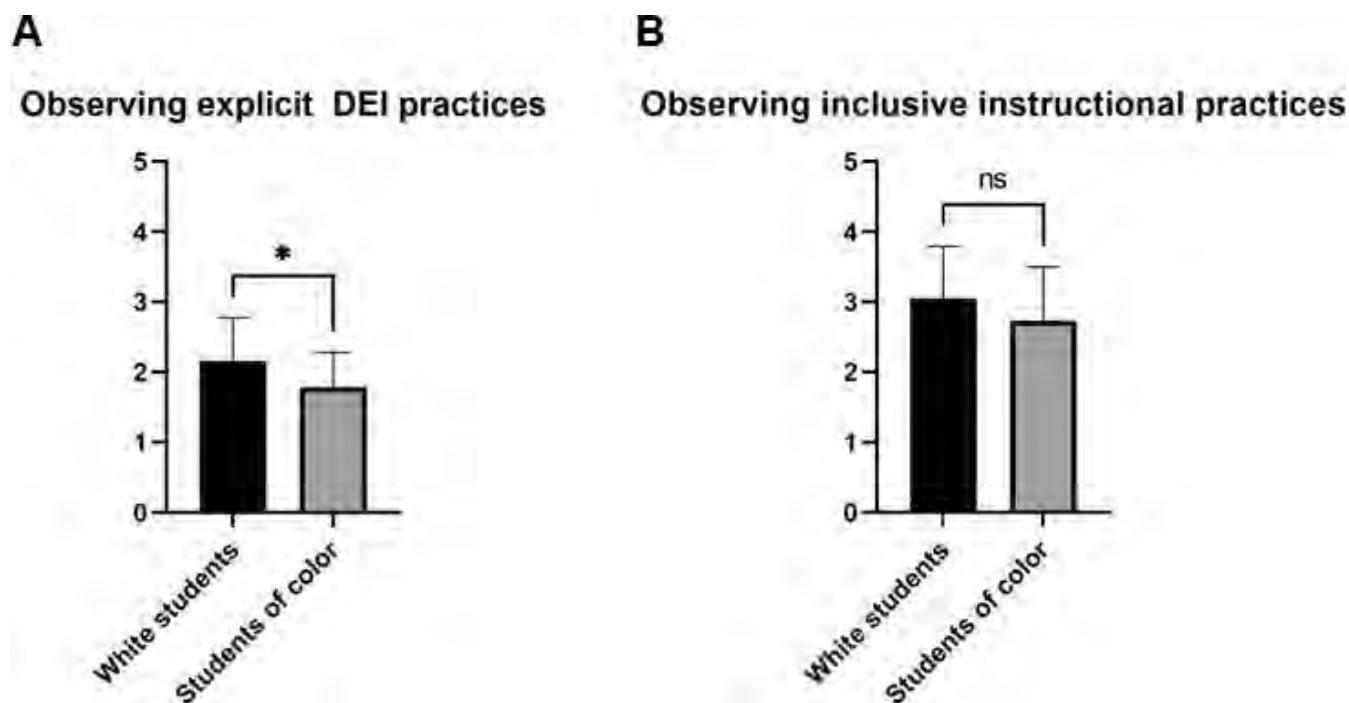 A
Observing explicit DEI practices
5
4
3
2
1
0
*
White students
Students of color
B
Observing inclusive instructional practices
5
4
3
2
1
0
ns
White students
Students of color